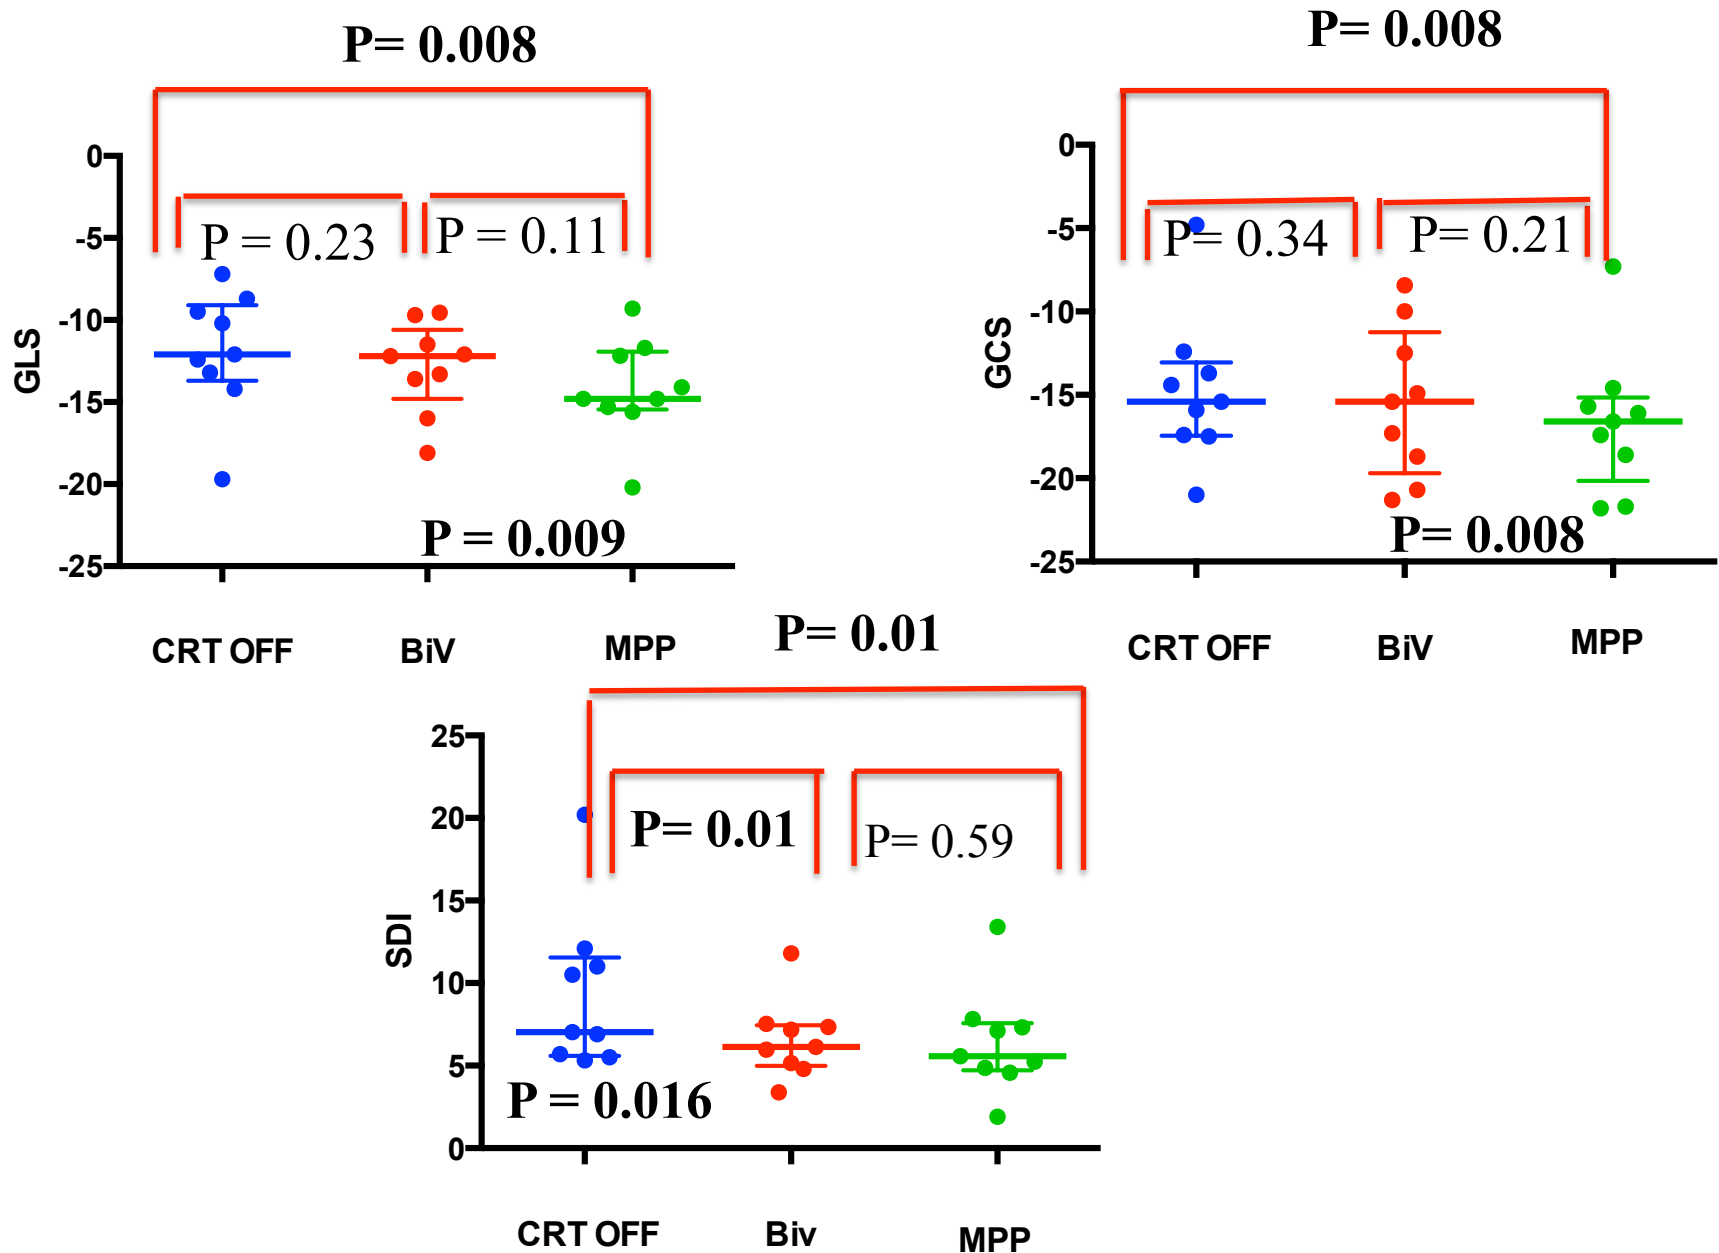 P= 0.008
0
-5
-10
-15
-20
-25
GLS
P = 0.23
P = 0.11
P = 0.009
CRT OFF
BiV
MPP
P= 0.008
0
-5
-10
-15
-20
-25
GCS
P= 0.34
P= 0.21
P= 0.008
CRT OFF
BiV
MPP
P= 0.01
25
20
15
10
5
0
SDI
P= 0.01
P= 0.59
P = 0.016
CRT OFF
Biv
MPP